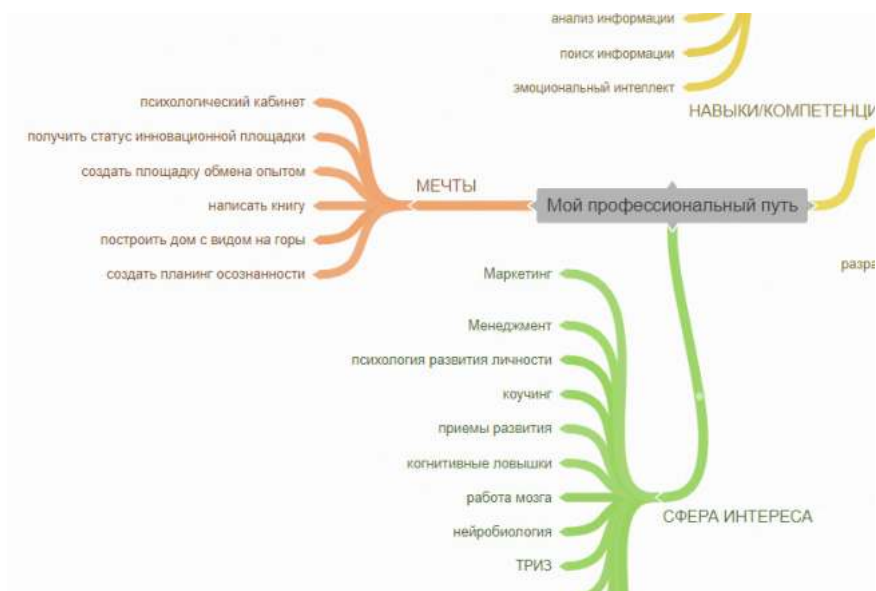 анализ информации
поиск информации
эмоциональный интеллект
НАВЫКИ/КОМПЕТЕНЦИ
психологический кабинет
получить статус инновационной площадки
создать площадку обмена опытом
написать книгу
построить дом с видом на горы
создать планинг осознанности
МЕЧТЫ
Мой профессиональный путь
разра
Маркетинг
Менеджмент
психология развития личности
коучинг
приемы развития
когнитивные ловышки
работа мозга
нейробиология
ТРИЗ
СФЕРА ИНТЕРЕСА